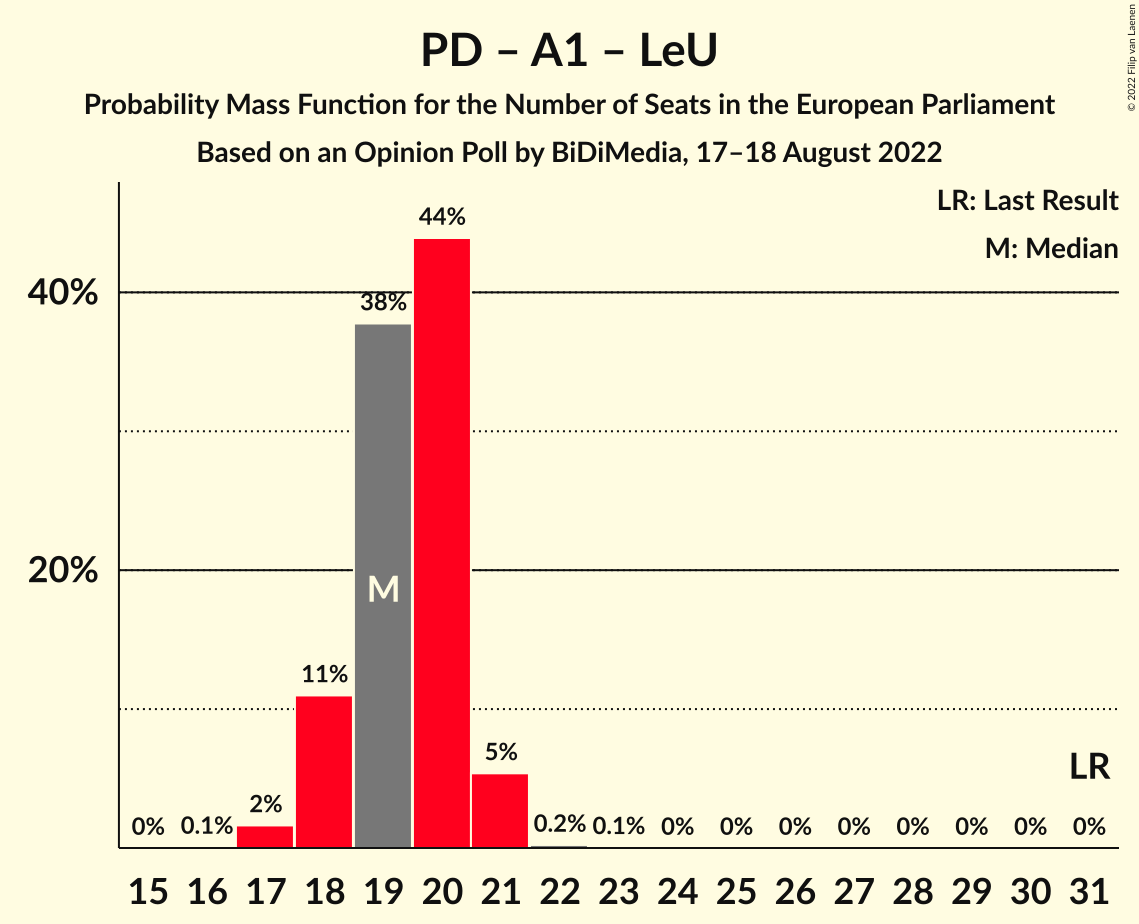 PD – A1 – LeU
Probability Mass Function for the Number of Seats in the European Parliament
Based on an Opinion Poll by BiDiMedia, 17–18 August 2022
© 2022 Filip van Laenen
LR: Last Result
M: Median
44%
40%
38%
20%
M
11%
5%
LR
2%
0% 0.1% 0.2% 0.1% 0% 0% 0% 0% 0% 0% 0% 0%
15 16 17 18 19 20 21 22 23 24 25 26 27 28 29 30 31